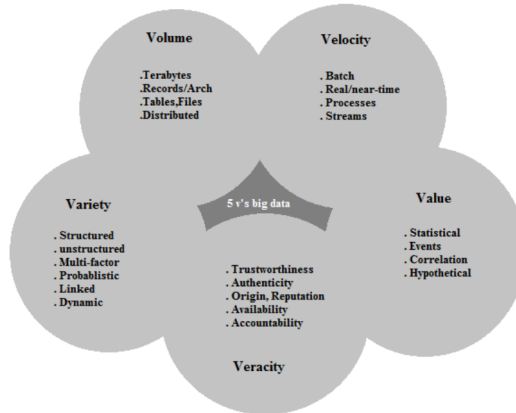 Volume
.Terabytes
.Records/Arch
.Tables,Files
.Distributed
Velocity
. Batch
. Real/near-time
. Processes
. Streams
Variety
. Structured
. unstructured
. Multi-factor
. Probablistic
. Linked
. Dynamic
5 v's big data
Value
. Statistical
. Events
. Correlation
. Hypothetical
. Trustworthiness
. Authenticity
. Origin, Reputation
. Availability
. Accountability
Veracity